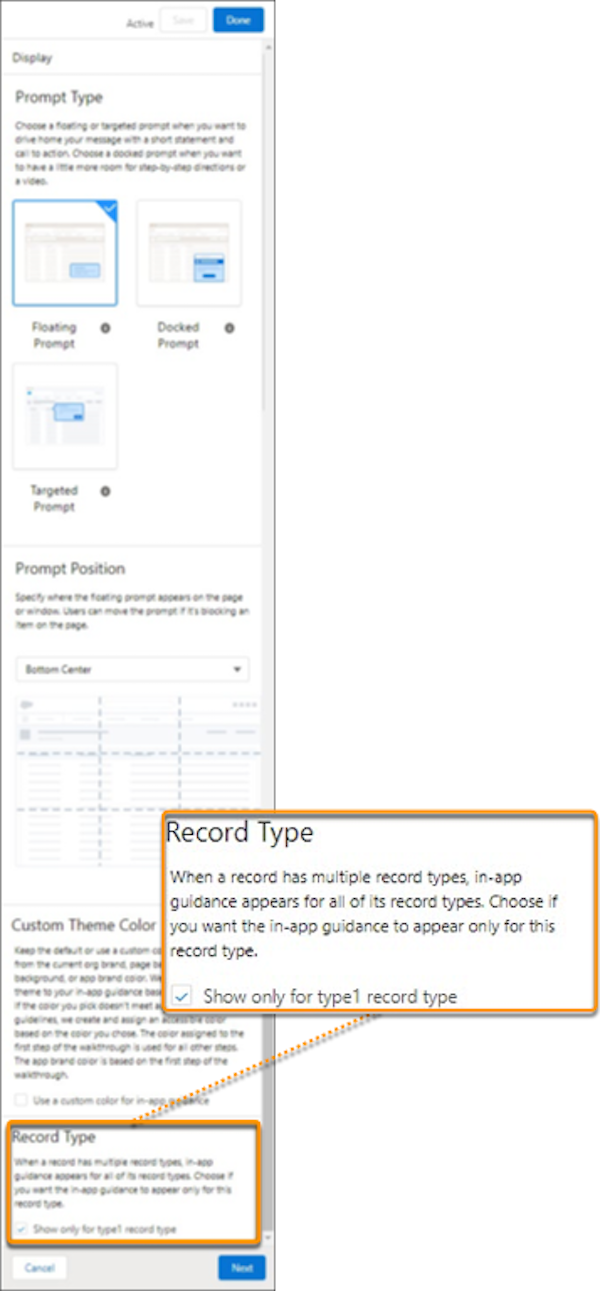 Active
Save
Done
Display
Prompt Type
Choose a floating or targeted prompt when you want to
drive home your message with a short statement and
call to action. Choose a docked prompt when you want
to have a little more room for step-by-step directions or
a video.
Floating
Prompt
Docked
Prompt
Targeted
Prompt
Prompt Position
Specify where the floating prompt appears on the page
or window. Users can move the prompt if it's blocking an
item on the page.
Bottom Center
Record Type
When a record has multiple record types, in-app
guidance appears for all of its record types. Choose if
you want the in-app guidance to appear only for this
record type.
Show only for type1 record type
Custom Theme Color
Keep the default or use a custom
from the current org brand, page
background, or app brand color.
theme to your in-app guidance
if the color you pick doesn't meet
guidelines, we create and assign an accessible color
based on the color you chose. The color assigned to the
first step of the walkthrough is used for all other steps.
The app brand color is based on the first step of the
walkthrough.
Use a custom color for in-app guidance
Record Type
When a record has multiple record types, in-app
guidance appears for all of its record types. Choose if
you want the in-app guidance to appear only for this
record type.
Show only for type1 record type
Cancel
Next